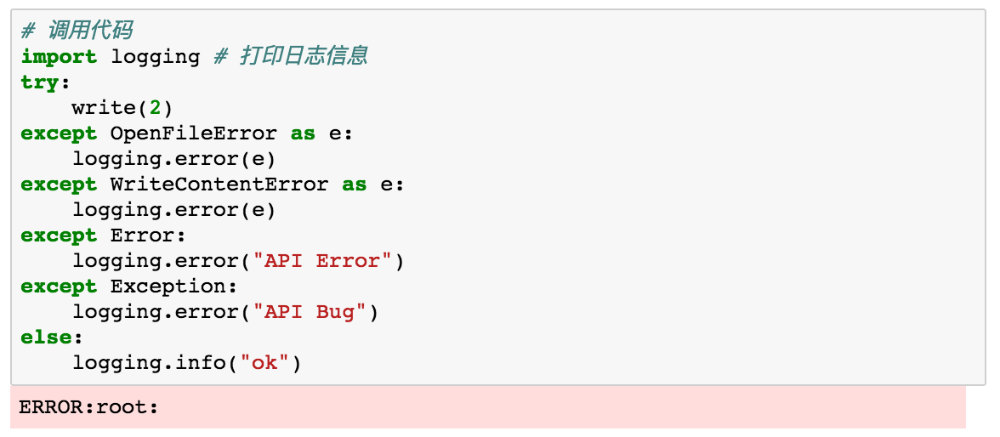 # 调用代码
import logging # 打印日志信息
try:
    write(2)
except OpenFileError as e:
    logging.error(e)
except WriteContentError as e:
    logging.error(e)
except Error:
    logging.error("API Error")
except Exception:
    logging.error("API Bug")
else:
    logging.info("ok")
ERROR:root: